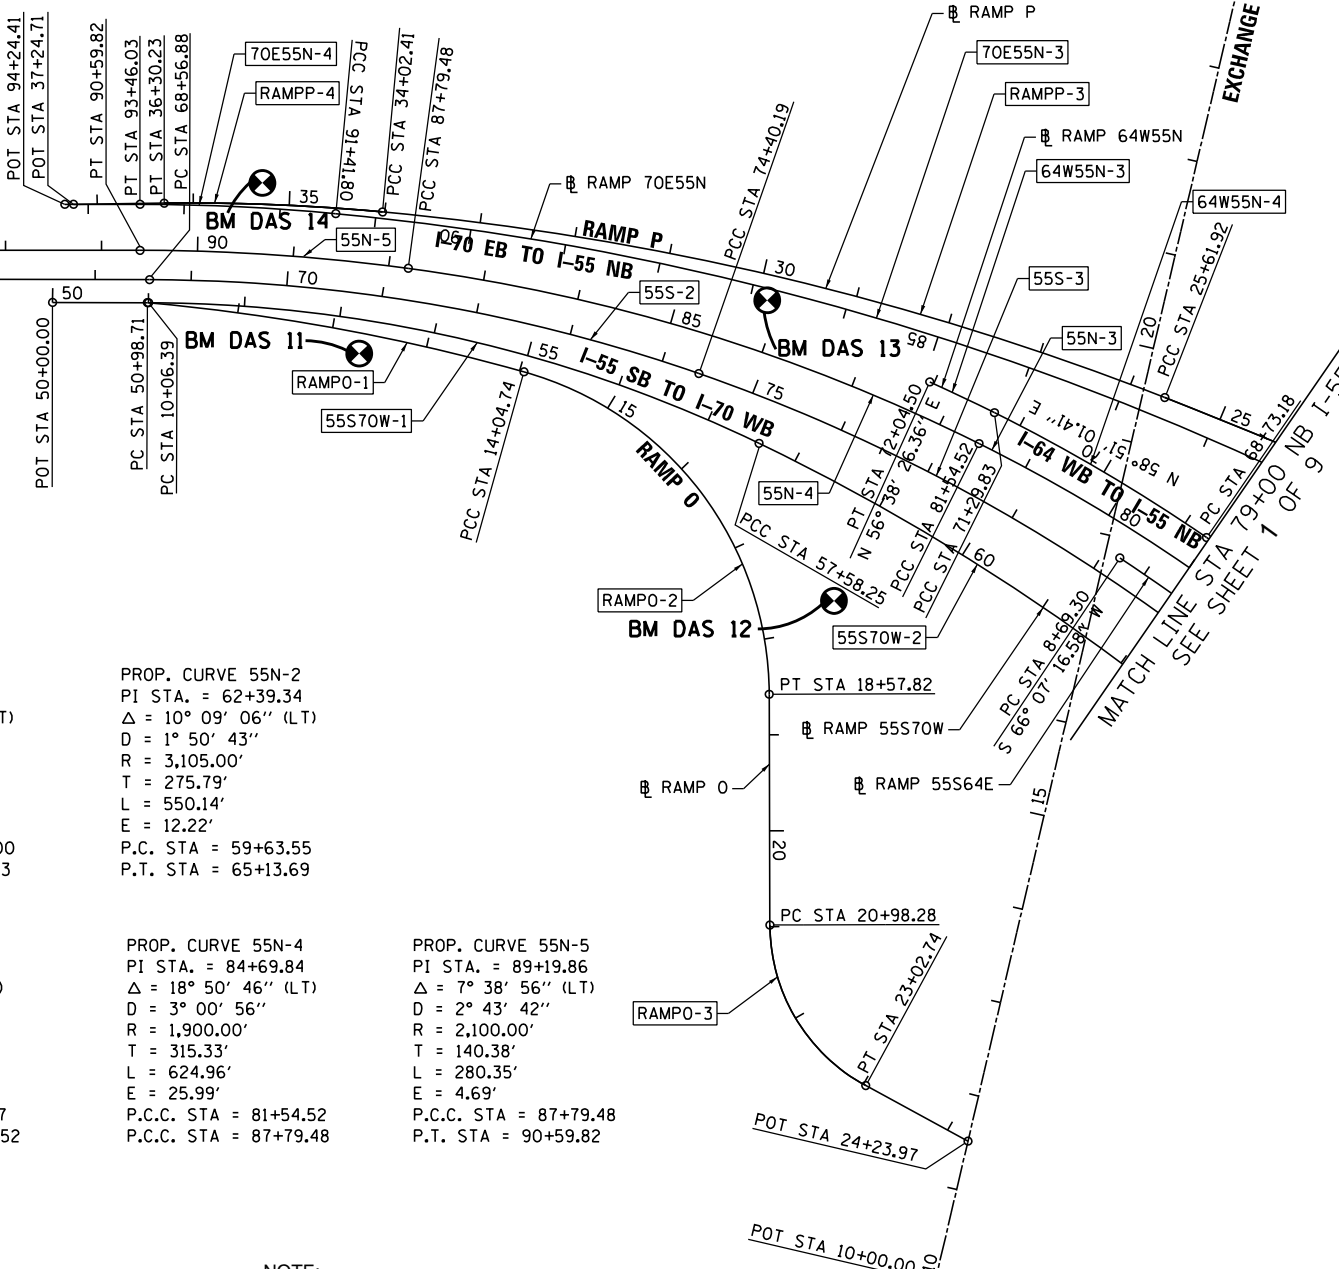 POT STA 94+24.41
POT STA 37+24.71
PT STA 90+59.82
PT STA 93+46.03
PT STA 36+30.23
PC STA 68+56.88
70E55N-4
RAMPP-4
PCC STA 91+41.80
PCC STA 34+02.41
PCC STA 87+79.48
℄ RAMP P
70E55N-3
RAMPP-3
EXCHANGE
℄ RAMP 64W55N
64W55N-3
64W55N-4
℄ RAMP 70E55N
PCC STA 74+40.19
PCC STA 25+61.92
BM DAS 14
35
RAMP P
90
55N-5
90
I-70 EB TO I-55 NB
30
55S-3
20
50
70
55S-2
85
85
55N-3
BM DAS 13
BM DAS 11
55
I-55 SB TO I-70 WB
75
RAMPO-1
55S70W-1
15
25
POT STA 50+00.00
PC STA 50+98.71
PC STA 10+06.39
PCC STA 14+04.74
RAMP O
PT STA 72+04.50
N 56° 38' 26.36" E
N 58° 51' 01.41" E
I-64 WB TO I-55 NB
70
PC STA 68+73.18
55N-4
PCC STA 81+54.52
PCC STA 71+29.83
80
PCC STA 57+58.25
60
MATCH LINE STA 79+00 NB I-55
SEE SHEET 1 OF 9
RAMPO-2
BM DAS 12
55S70W-2
PC STA 8+69.30
S 66° 07' 16.58" W
PT STA 18+57.82
℄ RAMP 55S70W
℄ RAMP O
℄ RAMP 55S64E
15
20
PROP. CURVE 55N-2
PI STA. = 62+39.34
T)
Δ = 10° 09' 06" (LT)
D = 1° 50' 43"
R = 3,105.00'
T = 275.79'
L = 550.14'
E = 12.22'
00
P.C. STA = 59+63.55
3
P.T. STA = 65+13.69
PC STA 20+98.28
PT STA 23+02.74
RAMPO-3
PROP. CURVE 55N-4
PI STA. = 84+69.84
)
Δ = 18° 50' 46" (LT)
D = 3° 00' 56"
R = 1,900.00'
T = 315.33'
L = 624.96'
E = 25.99'
7
P.C.C. STA = 81+54.52
52
P.C.C. STA = 87+79.48
PROP. CURVE 55N-5
PI STA. = 89+19.86
Δ = 7° 38' 56" (LT)
D = 2° 43' 42"
R = 2,100.00'
T = 140.38'
L = 280.35'
E = 4.69'
P.C.C. STA = 87+79.48
P.T. STA = 90+59.82
POT STA 24+23.97
POT STA 10+00.00
10
NOTE: